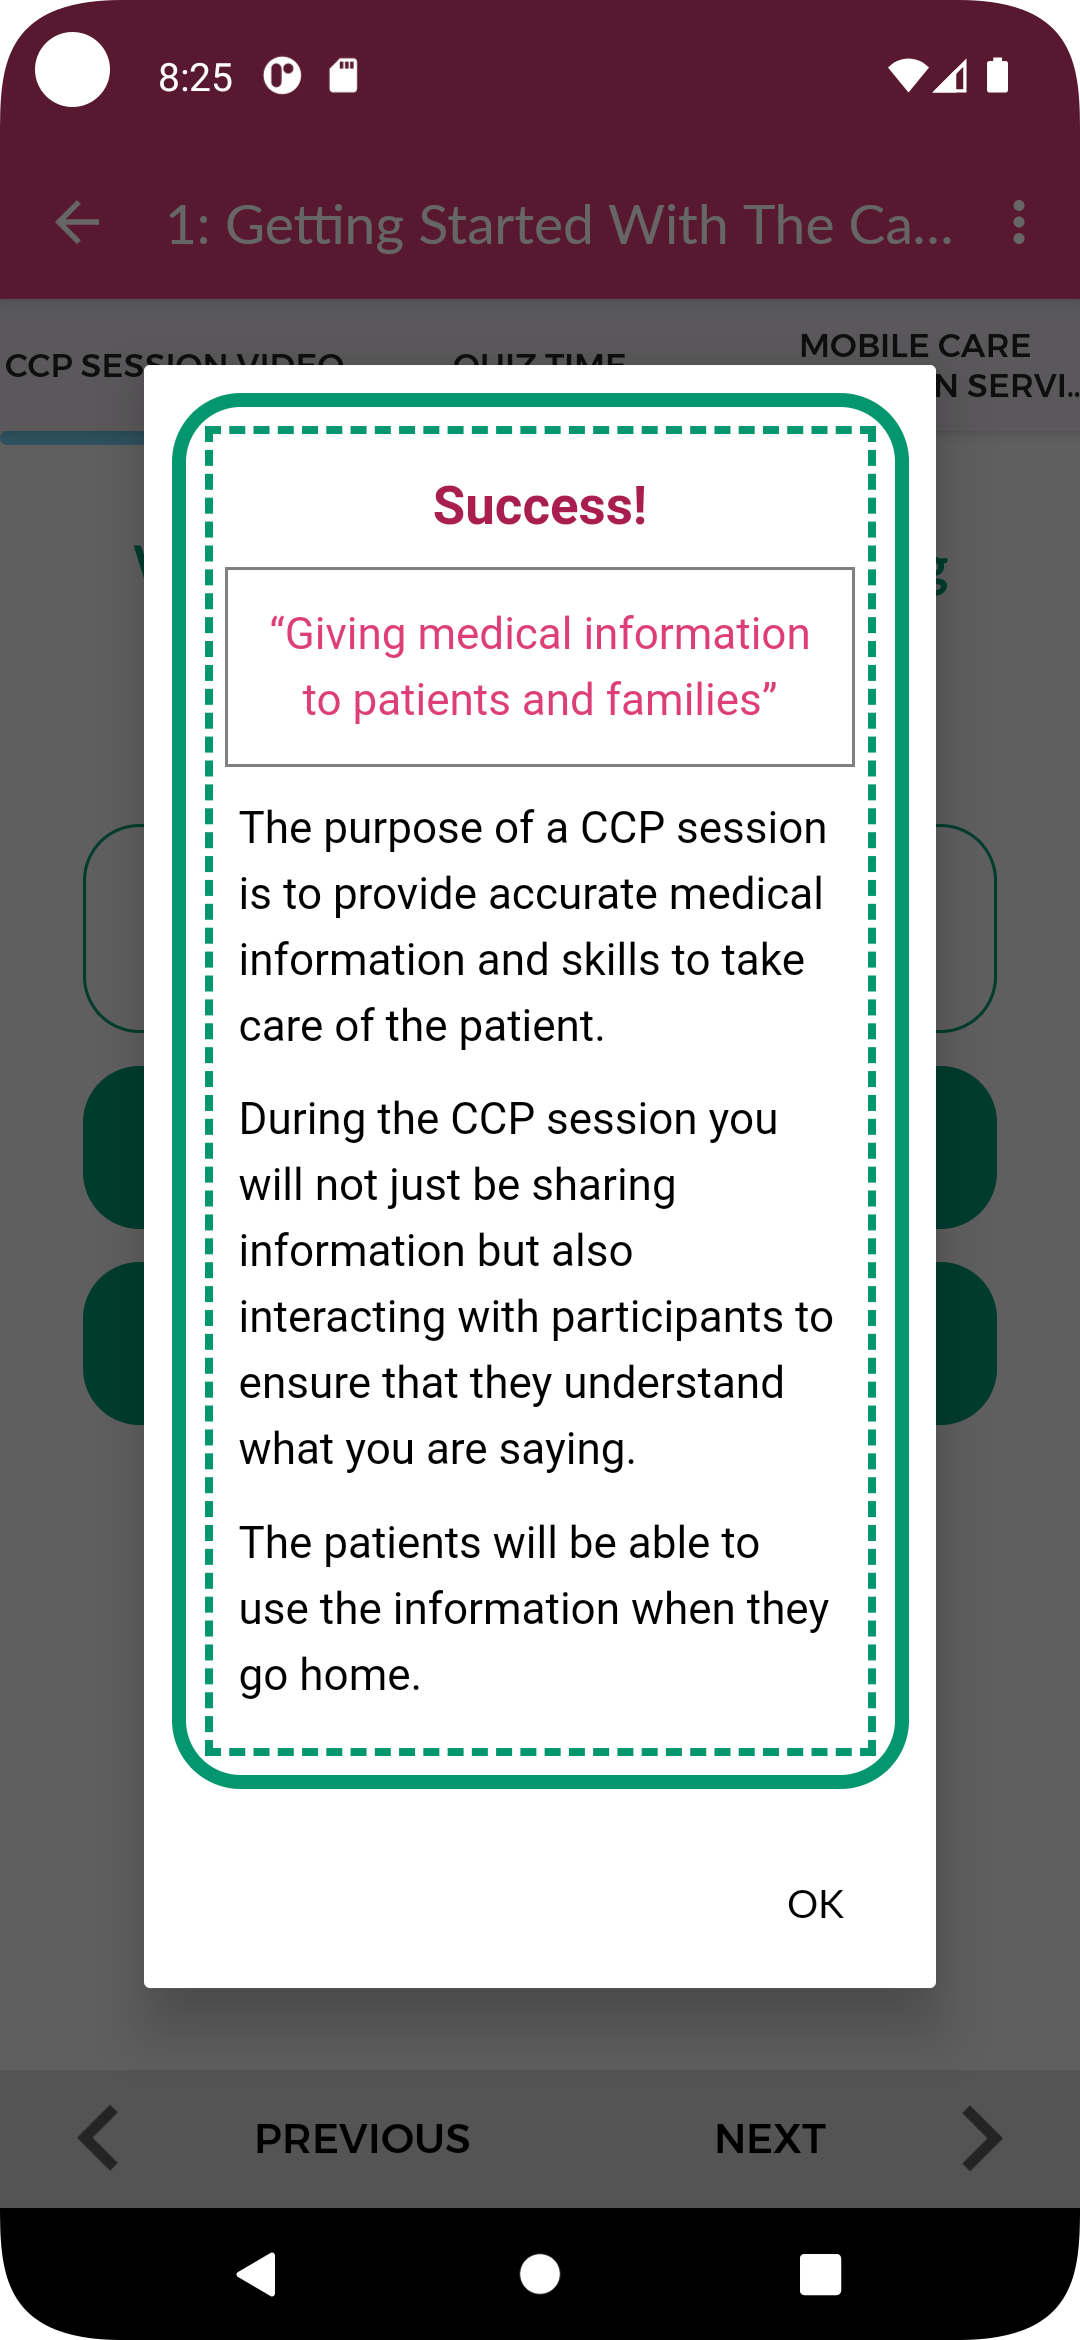 8:25
1: Getting Started With The Ca...
CCP SESSION VIDEO
QUIZ TIME
MOBILE CARE
N SERVI..
Success!
“Giving medical information
to patients and families”
The purpose of a CCP session
is to provide accurate medical
information and skills to take
care of the patient.
During the CCP session you
will not just be sharing
information but also
interacting with participants to
ensure that they understand
what you are saying.
The patients will be able to
use the information when they
go home.
OK
PREVIOUS
NEXT